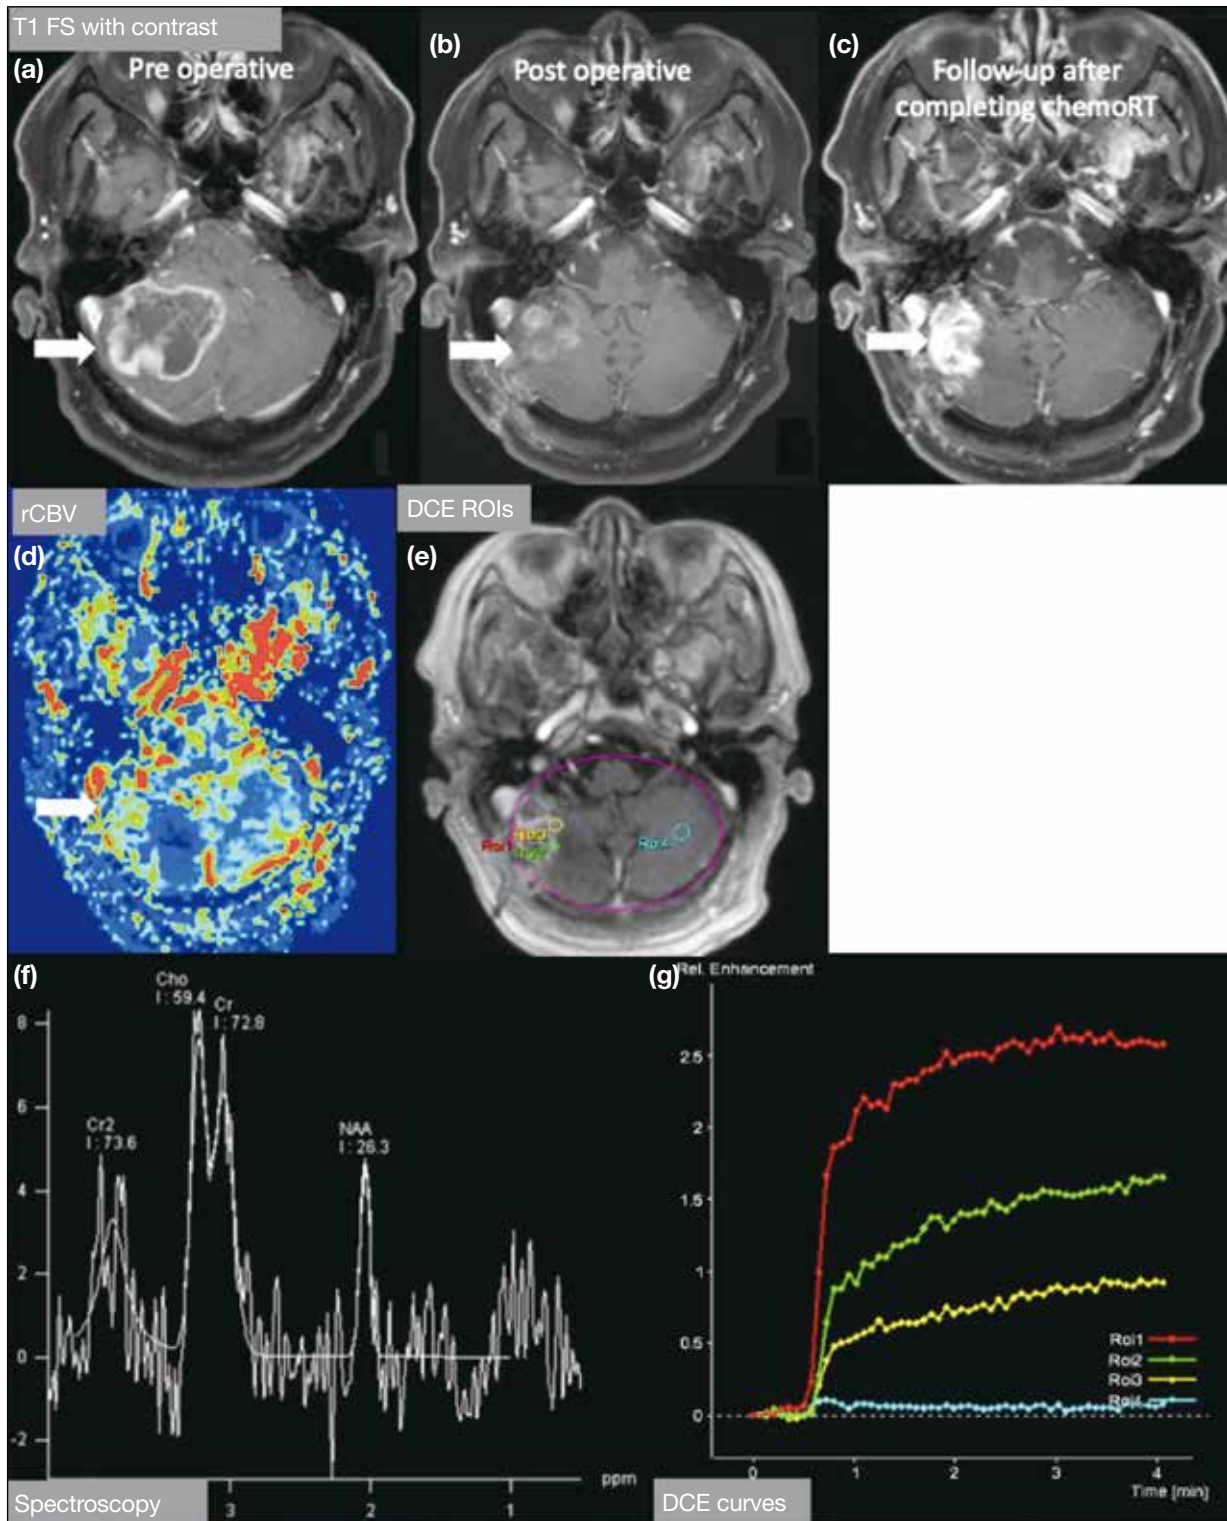 T1 FS with contrast
(a)
Pre operative
(b)
Post operative
(c)
Follow-up after
completing chemoRT
rCBV
(d)
DCE ROIs
(e)
Roi1
Roi4
(f)
Cho
I : 59.4
Cr
I : 72.8
Cr2
I : 73.6
NAA
I : 26.3
8
6
4
2
0
-2
ppm
3
2
1
Spectroscopy
(g)
Rel. Enhancement
2.5
2
1.5
1
0.5
0
Roi1
Roi2
Roi3
Roi4
0
1
2
3
4
Time [min]
DCE curves